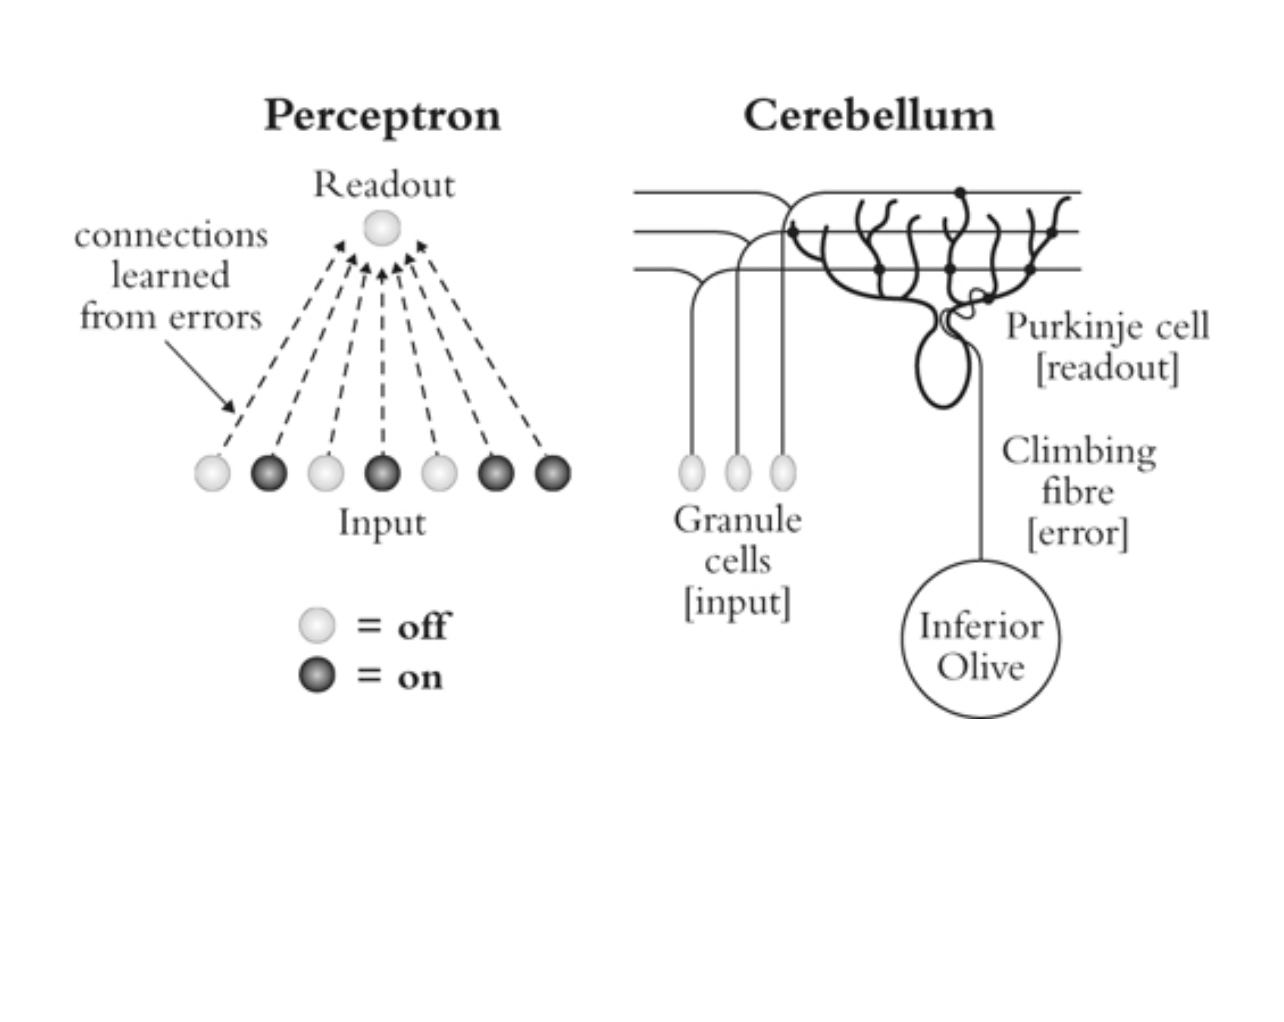 Perceptron
Readout
connections
learned
from errors
Input
= off
= on
Cerebellum
Purkinje cell
[readout]
Climbing
fibre
[error]
Granule
cells
[input]
Inferior
Olive